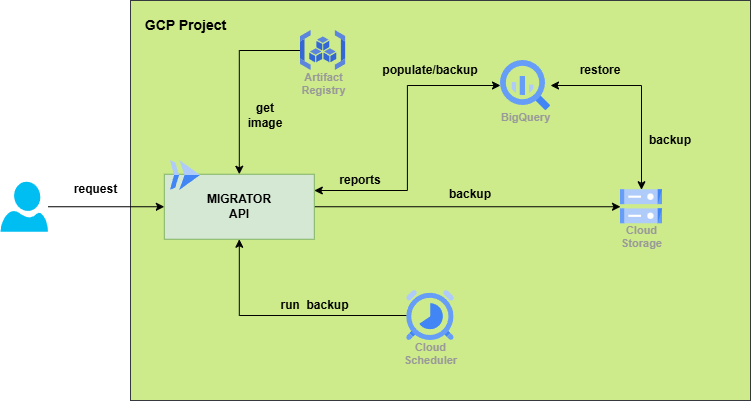 GCP Project
Artifact
Registry
populate/backup
restore
get
image
BigQuery
backup
request
reports
MIGRATOR
API
backup
Cloud
Storage
run  backup
Cloud
Scheduler